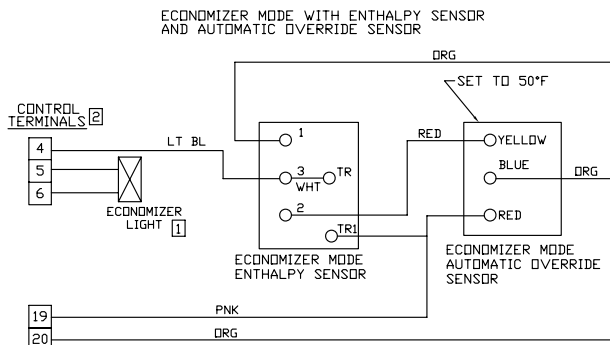 ECONOMIZER MODE WITH ENTHALPY SENSOR
AND AUTOMATIC OVERRIDE SENSOR
ORG
SET TO 50°F
CONTROL
TERMINALS 2
4
LT BL
5
6
ECONOMIZER
LIGHT 1
1
3
TR
WHT
2
TR1
ECONOMIZER MODE
ENTHALPY SENSOR
RED
YELLOW
BLUE
ORG
RED
ECONOMIZER MODE
AUTOMATIC OVERRIDE
SENSOR
19
PNK
20
ORG